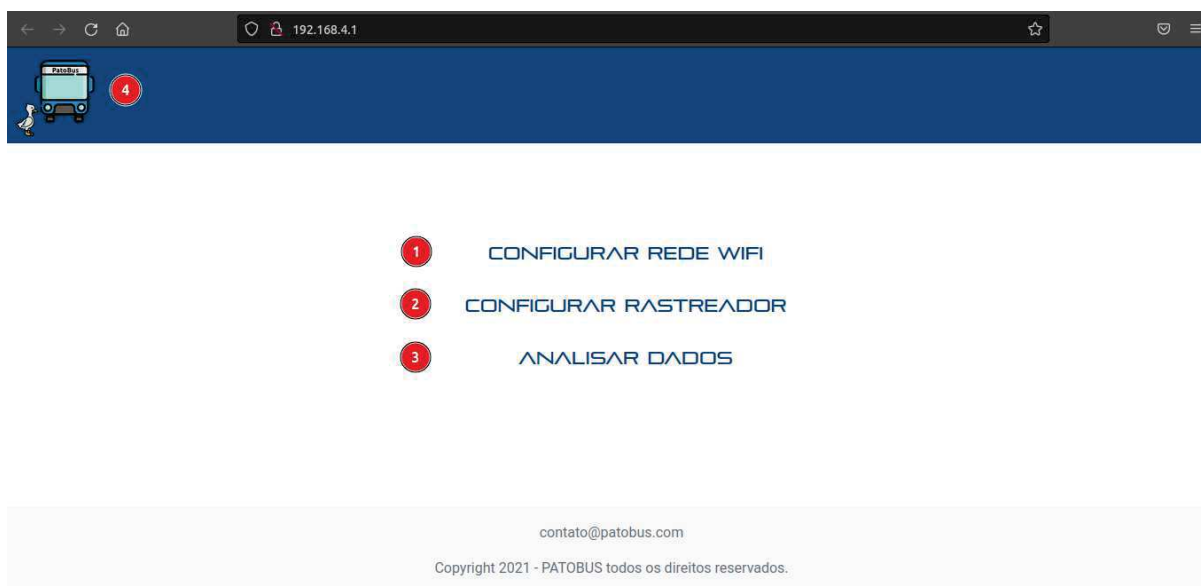 192.168.4.1
PatoBus
4
1 CONFIGURAR REDE WIFI
2 CONFIGURAR RASTREADOR
3 ANALISAR DADOS
contato@patobus.com
Copyright 2021 - PATOBUS todos os direitos reservados.